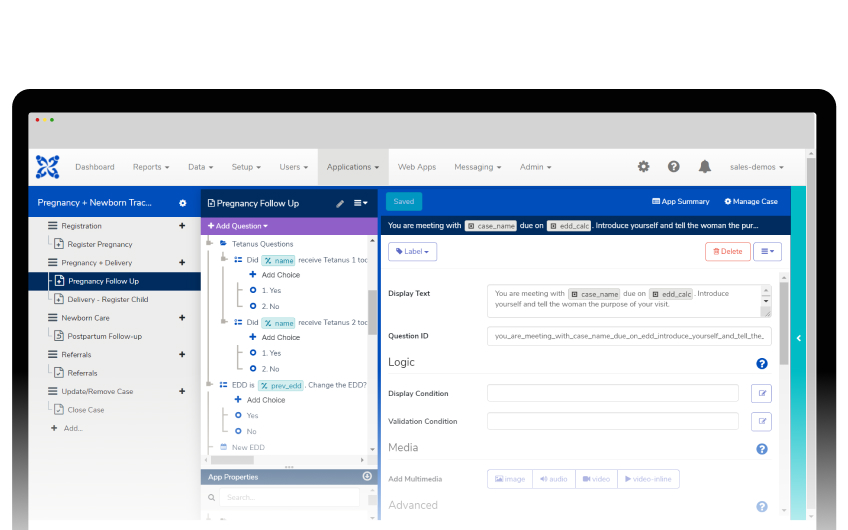 Dashboard Reports Data Setup Users Applications Web Apps Messaging Admin sales-demos
Pregnancy + Newborn Trac...
Registration
Register Pregnancy
Pregnancy + Delivery
Pregnancy Follow Up
Delivery - Register Child
Newborn Care
Postpartum Follow-up
Referrals
Referrals
Update/Remove Case
Close Case
+ Add...
Pregnancy Follow Up
+ Add Question
Tetanus Questions
Did name receive Tetanus 1 toc
Add Choice
1. Yes
2. No
Did name receive Tetanus 2 toc
Add Choice
1. Yes
2. No
EDD is prev_edd . Change the EDD?
Add Choice
Yes
No
New EDD
App Properties
Search...
Saved
App Summary Manage Case
You are meeting with case_name due on edd_calc . Introduce yourself and tell the woman the pur...
Label
Delete
Display Text
You are meeting with case_name due on edd_calc . Introduce
yourself and tell the woman the purpose of your visit.
Question ID
you_are_meeting_with_case_name_due_on_edd_introduce_yourself_and_tell_the_
Logic
Display Condition
Validation Condition
Media
Add Multimedia image audio video video-inline
Advanced